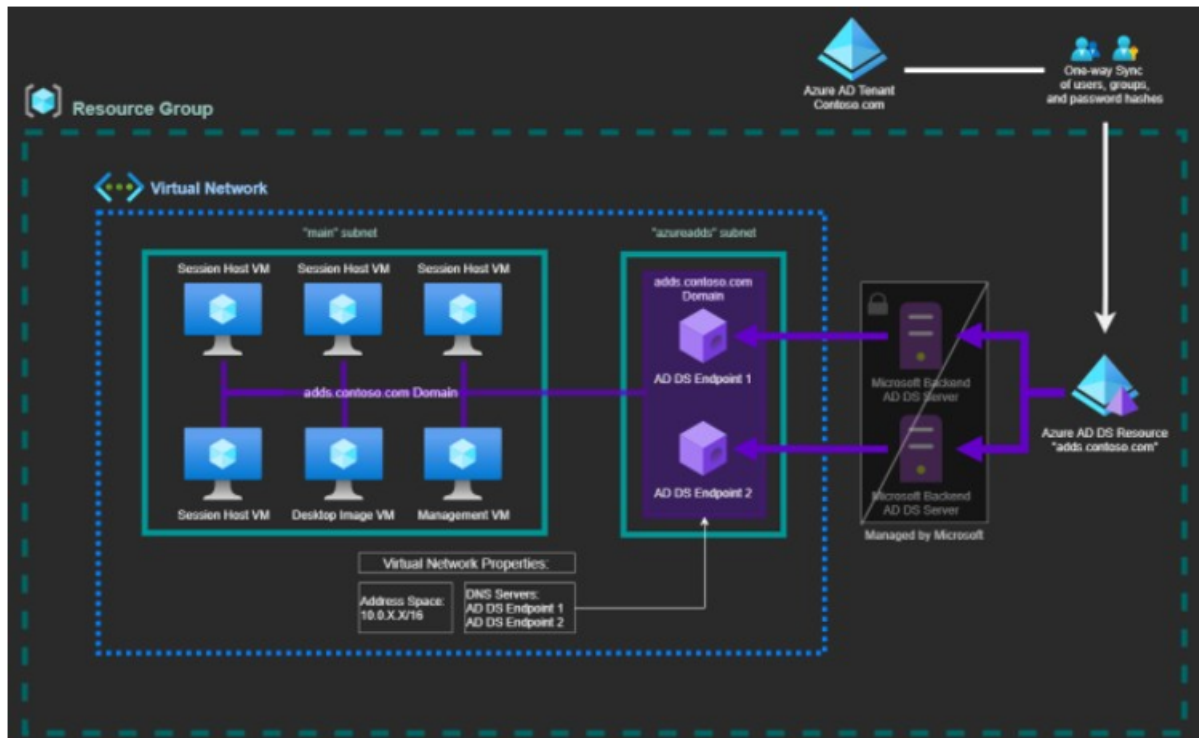 Azure AD Tenant
Contoso.com
One-way Sync
of users, groups,
and password hashes
Resource Group
Virtual Network
"main" subnet
"azureadds" subnet
Session Host VM
Session Host VM
Session Host VM
adds.contoso.com
Domain
AD DS Endpoint 1
Microsoft Backend
AD DS Server
adds.contoso.com Domain
Azure AD DS Resource
"adds.contoso.com"
AD DS Endpoint 2
Microsoft Backend
AD DS Server
Session Host VM
Desktop Image VM
Management VM
Managed by Microsoft
Virtual Network Properties:
Address Space:
10.0.X.X/16
DNS Servers:
AD DS Endpoint 1
AD DS Endpoint 2